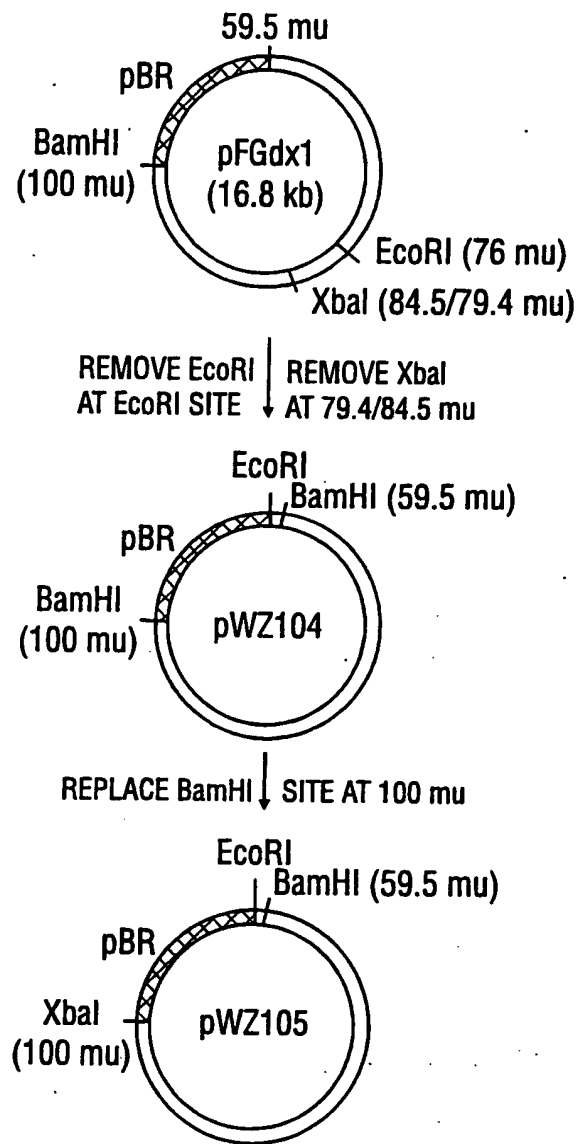 59.5 mu
pBR
BamHI
(100 mu)
pFGdx1
(16.8 kb)
EcoRI (76 mu)
XbaI (84.5/79.4 mu)
REMOVE EcoRI
AT EcoRI SITE
REMOVE XbaI
AT 79.4/84.5 mu
EcoRI
BamHI (59.5 mu)
pBR
BamHI
(100 mu)
pWZ104
REPLACE BamHI SITE AT 100 mu
EcoRI
BamHI (59.5 mu)
pBR
XbaI
(100 mu)
pWZ105